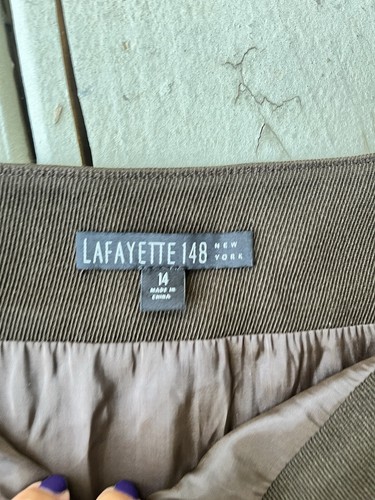 LAFAYETTE 148 NEW YORK
14
MADE IN
CHINA